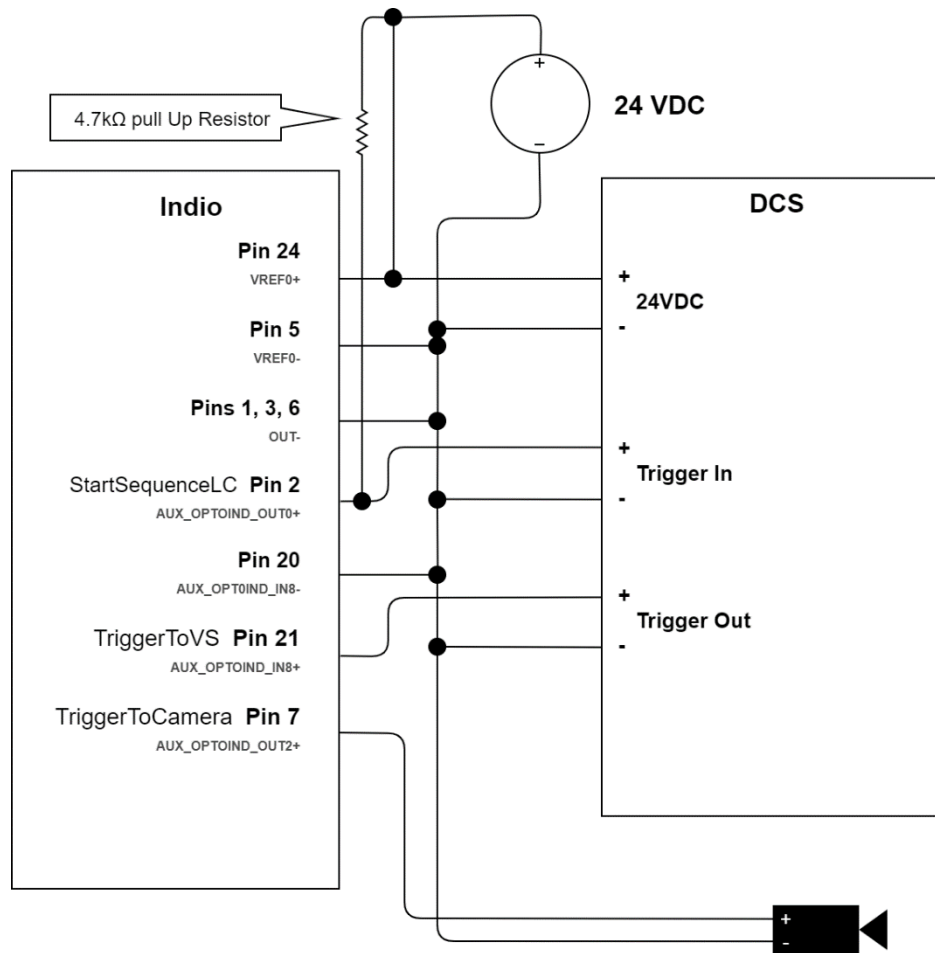 +
24 VDC
-
4.7kΩ pull Up Resistor
Indio
Pin 24
VREF0+
Pin 5
VREF0-
Pins 1, 3, 6
OUT-
StartSequenceLC Pin 2
AUX_OPTOIND_OUT0+
Pin 20
AUX_OPT0IND_IN8-
TriggerToVS Pin 21
AUX_OPTOIND_IN8+
TriggerToCamera Pin 7
AUX_OPTOIND_OUT2+
DCS
+
24VDC
-
+
Trigger In
-
+
Trigger Out
-
+
-